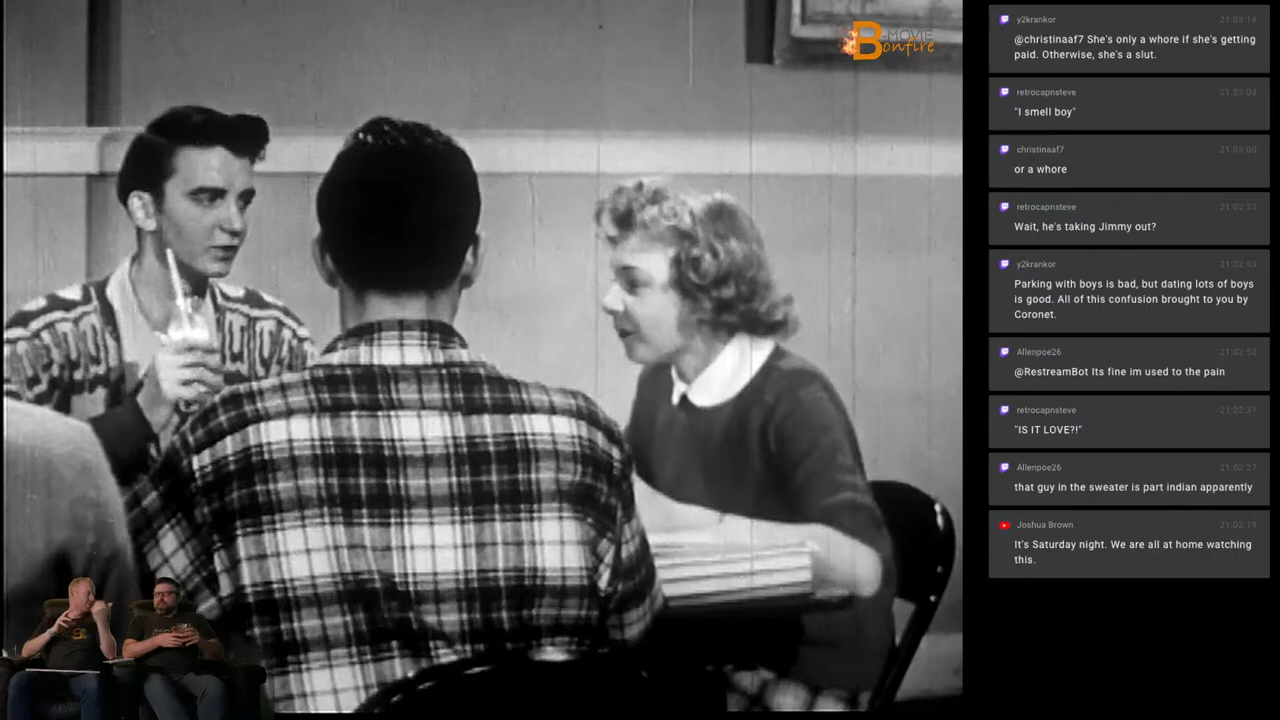 B-MOVIE
Bonfire
y2krankor 21:03:18
@christinaaf7 She's only a whore if she's getting
paid. Otherwise, she's a slut.
retrocapnsteve 21:03:03
"I smell boy"
christinaaf7 21:03:00
or a whore
retrocapnsteve 21:02:53
Wait, he's taking Jimmy out?
y2krankor 21:02:53
Parking with boys is bad, but dating lots of boys
is good. All of this confusion brought to you by
Coronet.
Allenpoe26 21:02:50
@RestreamBot Its fine im used to the pain
retrocapnsteve 21:02:37
"IS IT LOVE?!"
Allenpoe26 21:02:27
that guy in the sweater is part indian apparently
Joshua Brown 21:02:19
It's Saturday night. We are all at home watching
this.